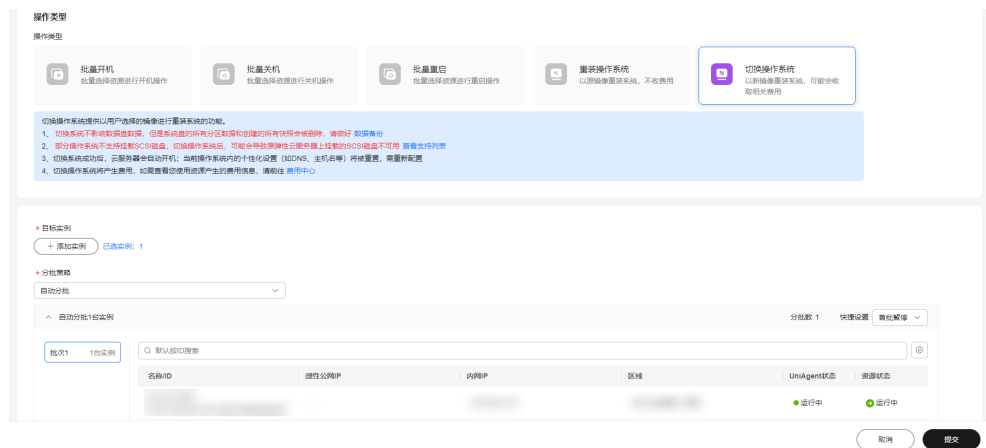 操作类型
操作类型
批量开机
批量选择资源进行开机操作
批量关机
批量选择资源进行关机操作
批量重启
批量选择资源进行重启操作
重装操作系统
以原镜像重装系统，不收费用
切换操作系统
以新镜像重装系统，可能会收
取相关费用
切换操作系统提供以用户选择的镜像进行重装系统的功能。
1、切换系统不影响数据盘数据，但是系统盘的所有分区数据和创建的所有快照会被删除，请做好 数据备份
2、部分操作系统不支持挂载SCSI磁盘，切换操作系统后，可能会导致原弹性云服务器上挂载的SCSI磁盘不可用 查看支持列表
3、切换系统成功后，云服务器会自动开机；当前操作系统内的个性化设置（如DNS、主机名等）将被重置，需重新配置
4、切换操作系统将产生费用，如需查看您使用资源产生的费用信息，请前往 费用中心
* 目标实例
+ 添加实例 已选实例：1
* 分批策略
自动分批
自动分批1台实例 分批数 1 快捷设置 首批暂停
批次1 1台实例
默认按ID搜索
名称/ID 弹性公网IP 内网IP 区域 UniAgent状态 资源状态
运行中 运行中
取消 提交